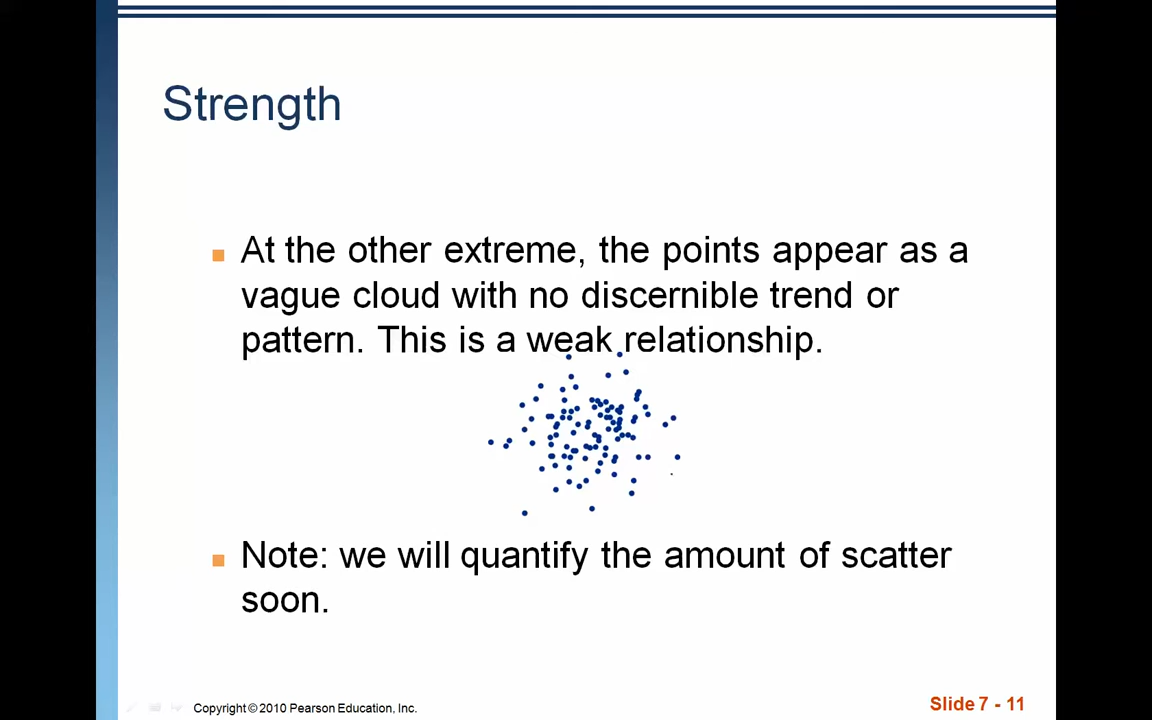 Strength
At the other extreme, the points appear as a
vague cloud with no discernible trend or
pattern. This is a weak relationship.
Note: we will quantify the amount of scatter
soon.
Copyright © 2010 Pearson Education, Inc.
Slide 7 - 11